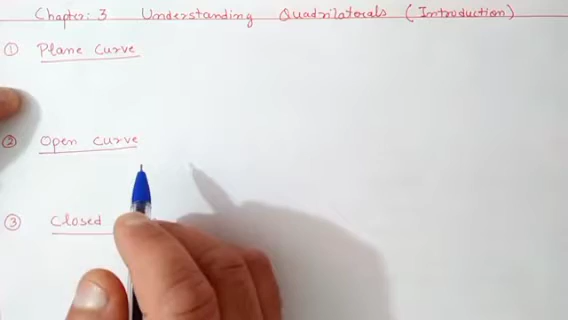 Chapter: 3 Understanding Quadrilaterals (Introduction)
① Plane Curve
② Open Curve
③ Closed